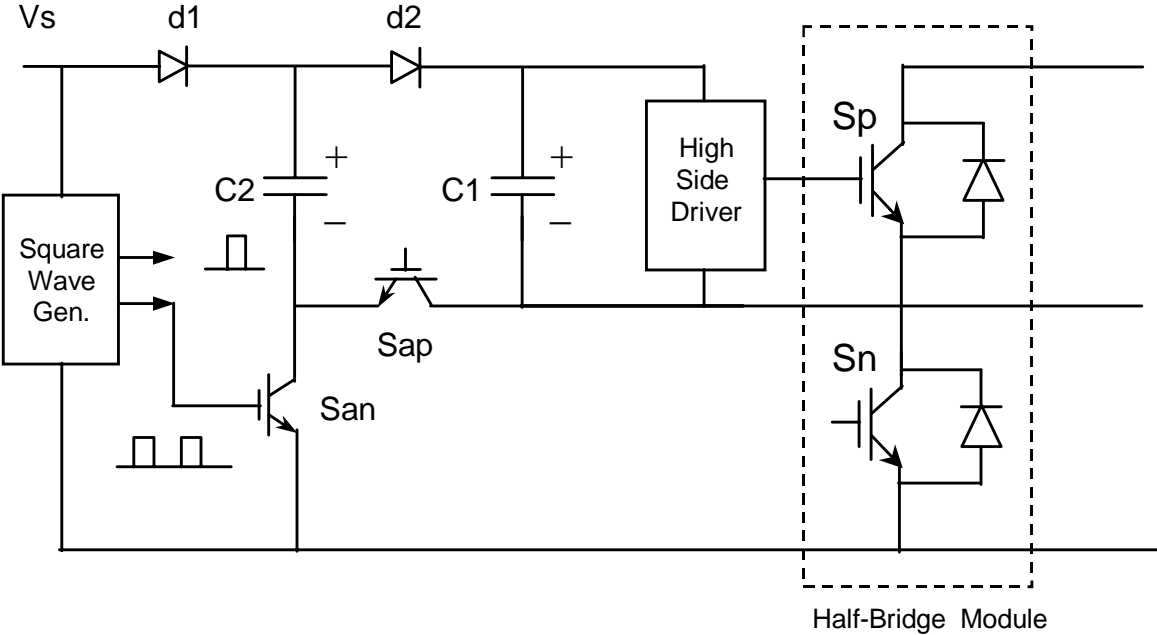 Vs
d1
d2
Sp
High
Side
Driver
+
+
C2
C1
−
−
Square
Wave
Gen.
Sap
Sn
San
Half-Bridge Module